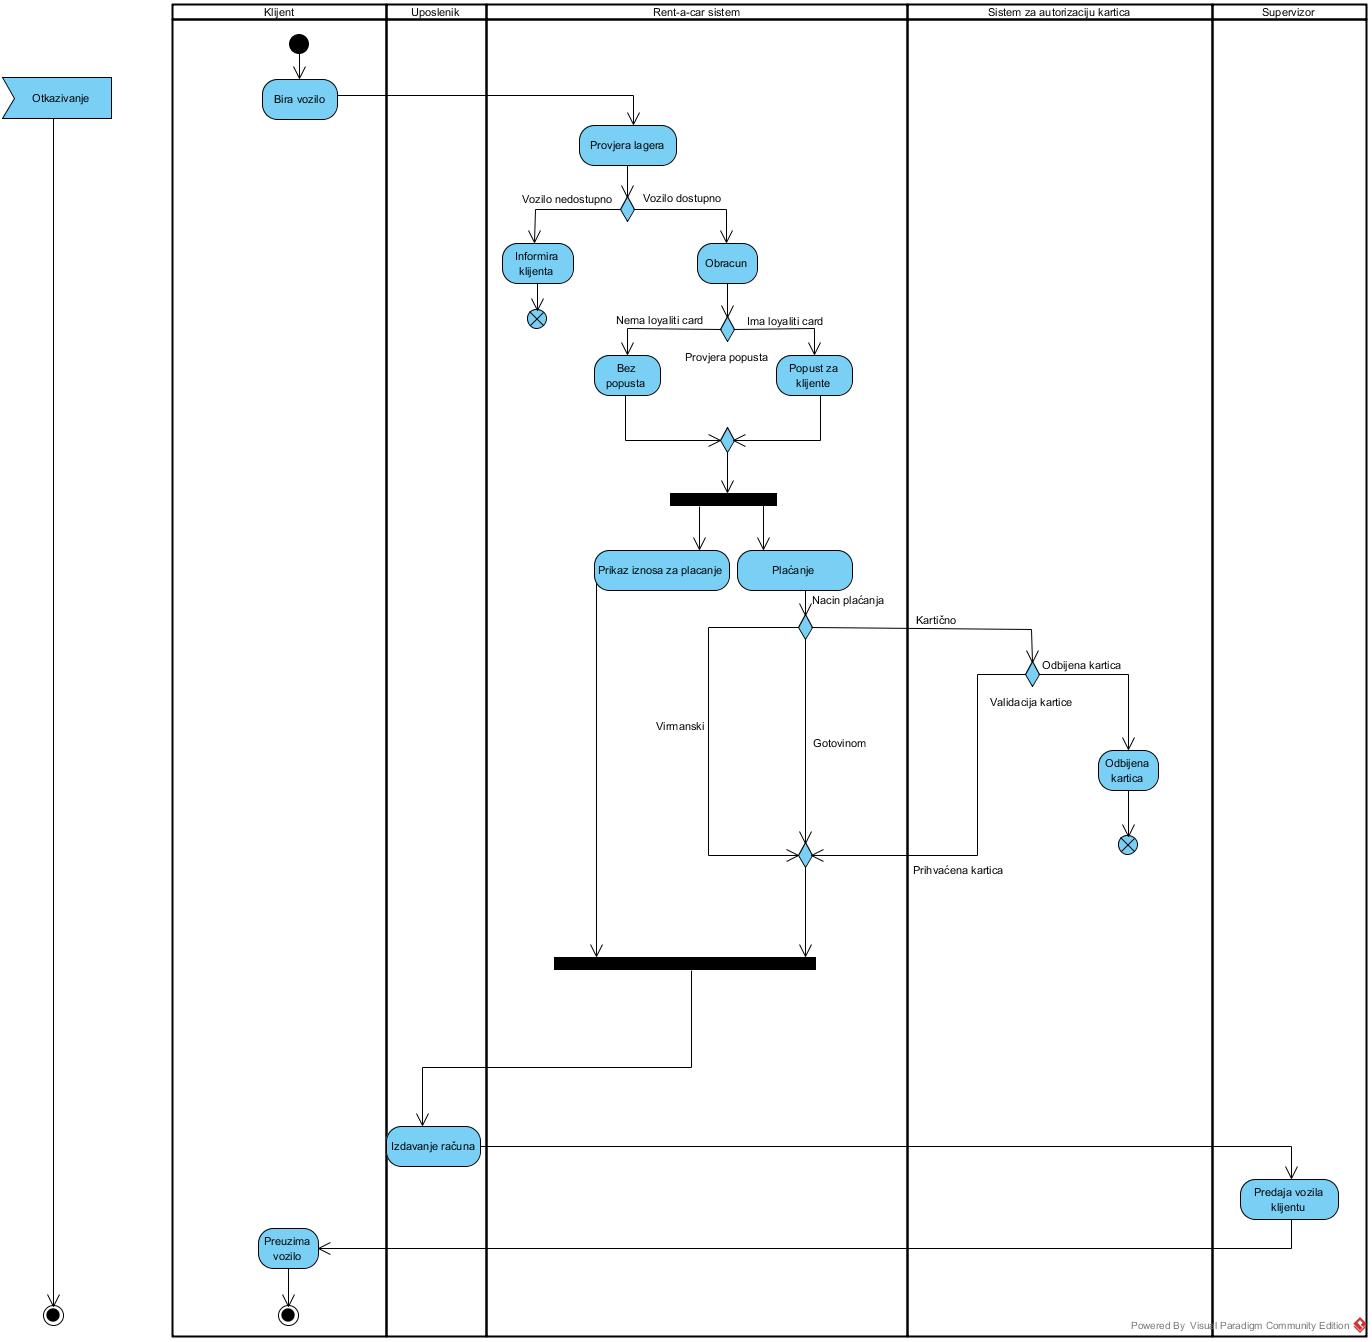 Klijent
Uposlenik
Rent-a-car sistem
Sistem za autorizaciju kartica
Supervizor
Otkazivanje
Bira vozilo
Provjera lagera
Vozilo nedostupno
Vozilo dostupno
Informira
klijenta
Obracun
Nema loyaliti card
Ima loyaliti card
Provjera popusta
Bez
popusta
Popust za
klijente
Prikaz iznosa za placanje
Plaćanje
Nacin plaćanja
Kartično
Odbijena kartica
Validacija kartice
Virmanski
Gotovinom
Odbijena
kartica
Prihvaćena kartica
Izdavanje računa
Predaja vozila
klijentu
Preuzima
vozilo
Powered By Visual Paradigm Community Edition